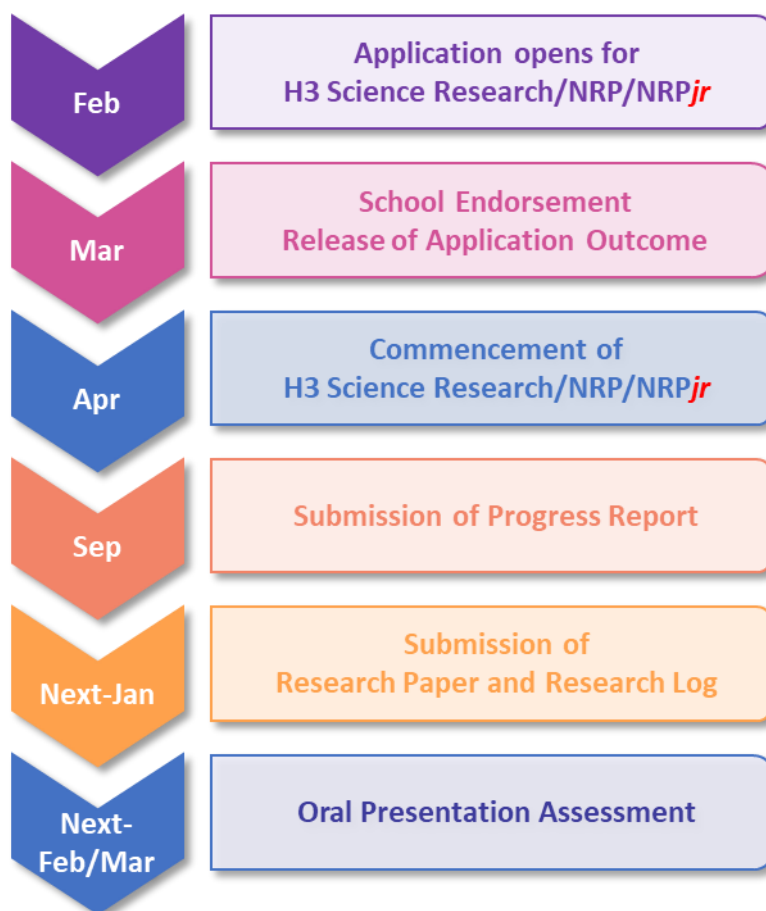 Feb
Application opens for
H3 Science Research/NRP/NRPjr
Mar
School Endorsement
Release of Application Outcome
Apr
Commencement of
H3 Science Research/NRP/NRPjr
Sep
Submission of Progress Report
Next-Jan
Submission of
Research Paper and Research Log
Next-
Feb/Mar
Oral Presentation Assessment